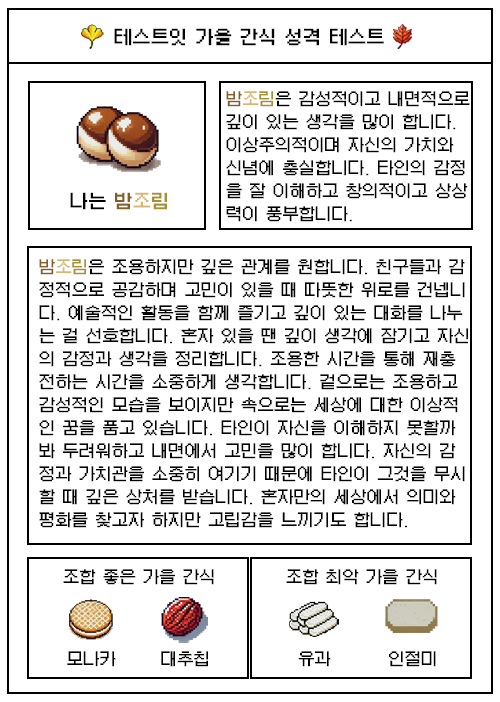 테스트잇 가을 간식 성격 테스트
나는 밤조림
밤조림은 감성적이고 내면적으로
깊이 있는 생각을 많이 합니다.
이상주의적이며 자신의 가치와
신념에 충실합니다. 타인의 감정
을 잘 이해하고 창의적이고 상상
력이 풍부합니다.
밤조림은 조용하지만 깊은 관계를 원합니다. 친구들과 감
정적으로 공감하며 고민이 있을 때 따뜻한 위로를 건넵니
다. 예술적인 활동을 함께 즐기고 깊이 있는 대화를 나누
는 걸 선호합니다. 혼자 있을 땐 깊이 생각에 잠기고 자신
의 감정과 생각을 정리합니다. 조용한 시간을 통해 재충
전하는 시간을 소중하게 생각합니다. 겉으로는 조용하고
감성적인 모습을 보이지만 속으로는 세상에 대한 이상적
인 꿈을 품고 있습니다. 타인이 자신을 이해하지 못할까
봐 두려워하고 내면에서 고민을 많이 합니다. 자신의 감
정과 가치관을 소중히 여기기 때문에 타인이 그것을 무시
할 때 깊은 상처를 받습니다. 혼자만의 세상에서 의미와
평화를 찾고자 하지만 고립감을 느끼기도 합니다.
조합 좋은 가을 간식
모나카 대추칩
조합 최악 가을 간식
유과 인절미